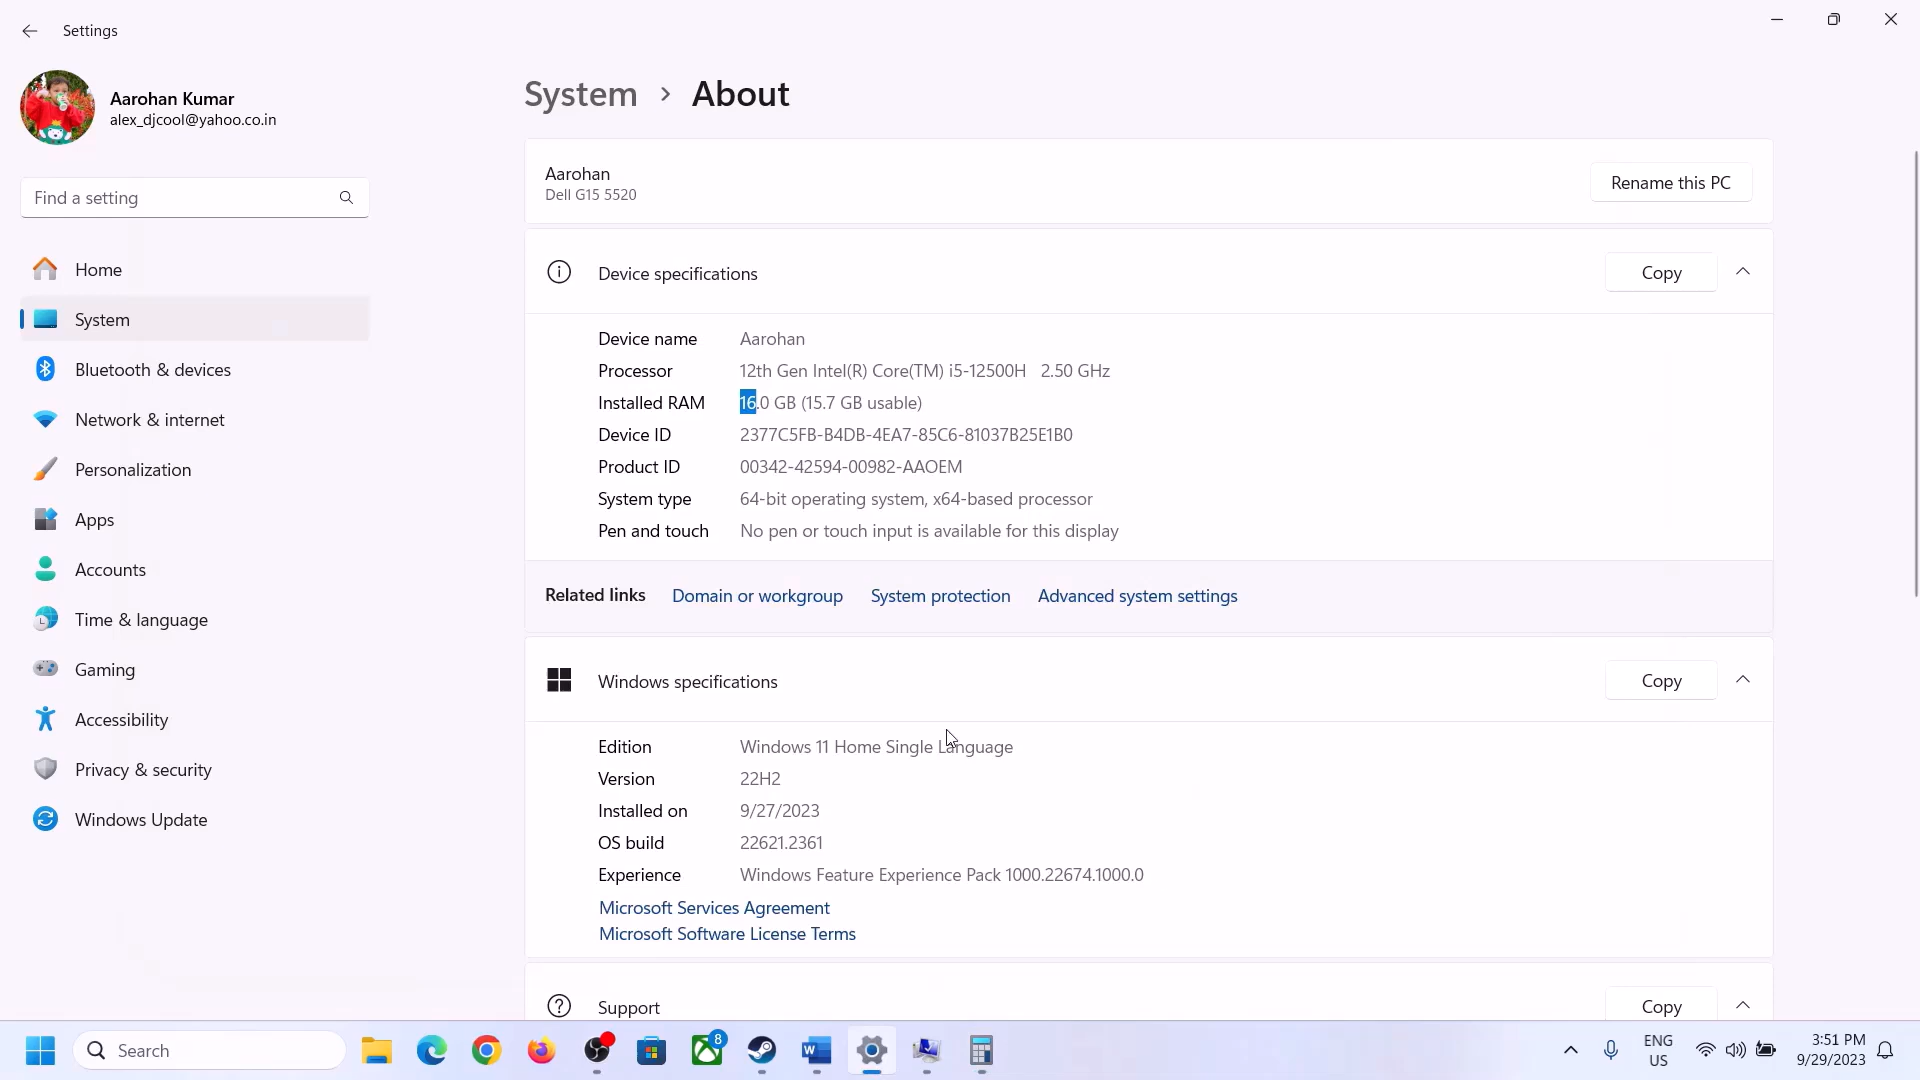 Settings
Aarohan Kumar
alex_djcool@yahoo.co.in
Find a setting
Home
System
Bluetooth & devices
Network & internet
Personalization
Apps
Accounts
Time & language
Gaming
Accessibility
Privacy & security
Windows Update
System > About
Aarohan
Dell G15 5520
Rename this PC
Device specifications
Copy
Device name Aarohan
Processor 12th Gen Intel(R) Core(TM) i5-12500H 2.50 GHz
Installed RAM 16.0 GB (15.7 GB usable)
Device ID 2377C5FB-B4DB-4EA7-85C6-81037B25E1B0
Product ID 00342-42594-00982-AAOEM
System type 64-bit operating system, x64-based processor
Pen and touch No pen or touch input is available for this display
Related links Domain or workgroup System protection Advanced system settings
Windows specifications
Copy
Edition Windows 11 Home Single Language
Version 22H2
Installed on 9/27/2023
OS build 22621.2361
Experience Windows Feature Experience Pack 1000.22674.1000.0
Microsoft Services Agreement
Microsoft Software License Terms
Support
Copy
Search
8
W
ENG
US
3:51 PM
9/29/2023